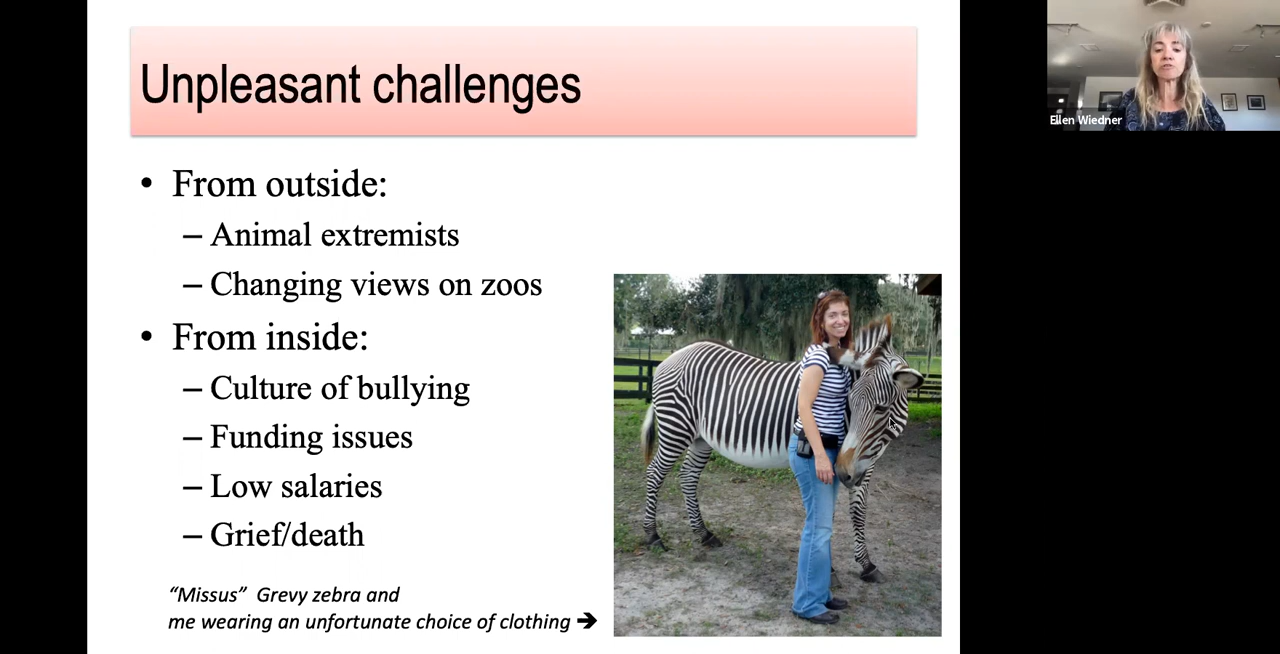 Unpleasant challenges
• From outside:
– Animal extremists
– Changing views on zoos
• From inside:
– Culture of bullying
– Funding issues
– Low salaries
– Grief/death
“Missus” Grevy zebra and
me wearing an unfortunate choice of clothing ➔
Ellen Wiedner